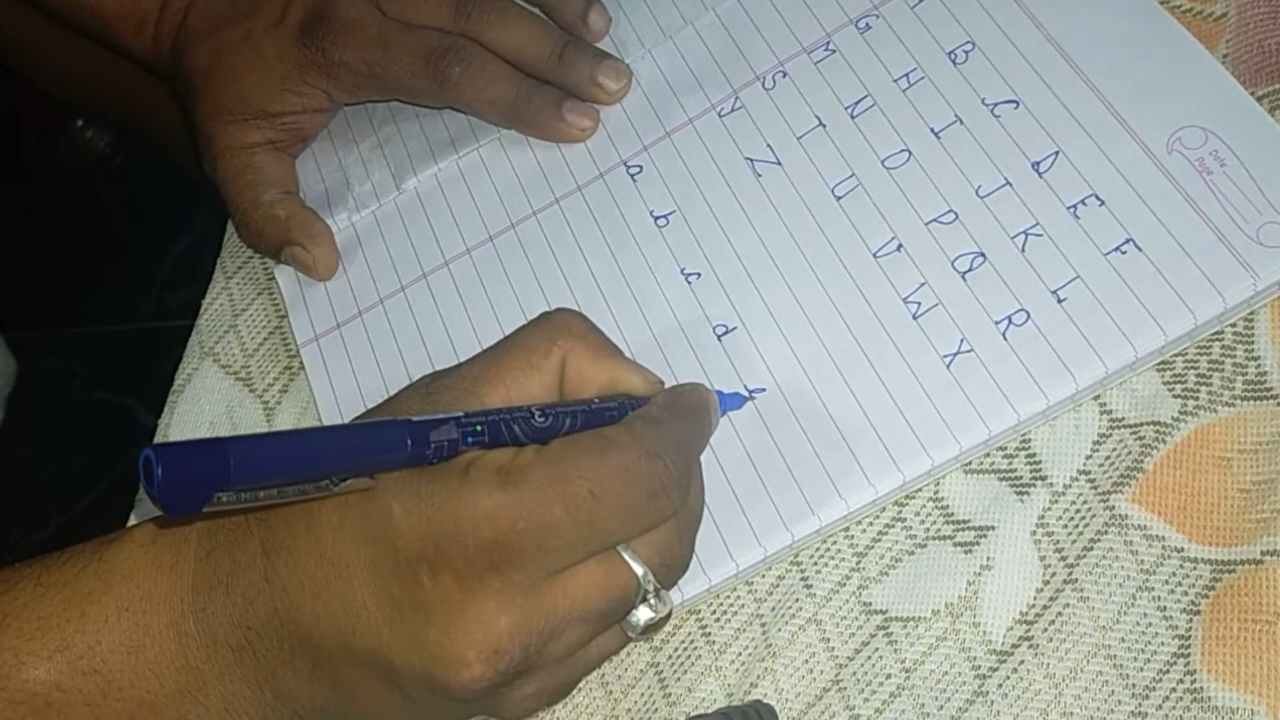 Date
Page
B C D E F
G H I J K L
M N O P Q R
S T U V W X
Y Z
a b c d e